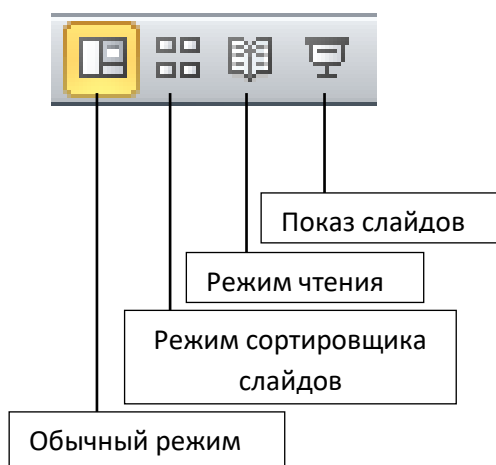 Показ слайдов
Режим чтения
Режим сортировщика
слайдов
Обычный режим